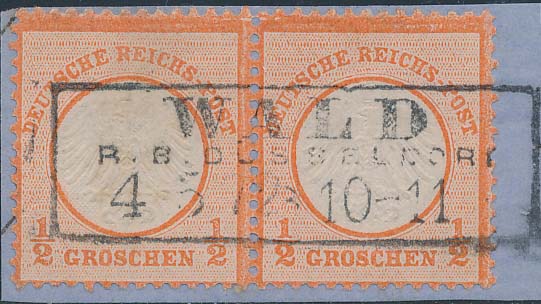 DEUTSCHE REICHS-POST
DEUTSCHE REICHS-POST
WALD
R. B. DÜSSELDORF
4 10-11
1/2 1/2
GROSCHEN
1/2 1/2
GROSCHEN